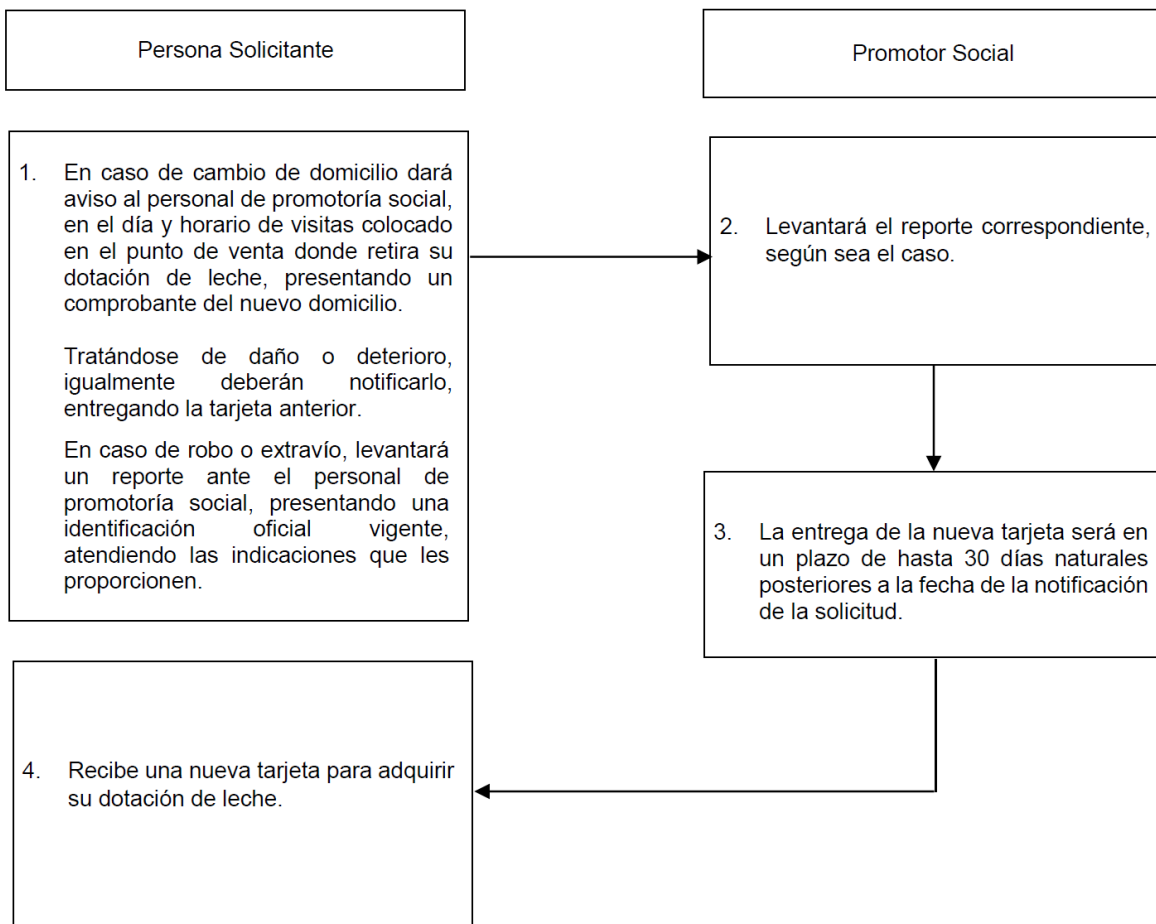 Persona Solicitante
Promotor Social
1. En caso de cambio de domicilio dará
aviso al personal de promotoría social,
en el día y horario de visitas colocado
en el punto de venta donde retira su
dotación de leche, presentando un
comprobante del nuevo domicilio.
Tratándose de daño o deterioro,
igualmente deberán notificarlo,
entregando la tarjeta anterior.
En caso de robo o extravío, levantará
un reporte ante el personal de
promotoría social, presentando una
identificación oficial vigente,
atendiendo las indicaciones que les
proporcionen.
2. Levantará el reporte correspondiente,
según sea el caso.
3. La entrega de la nueva tarjeta será en
un plazo de hasta 30 días naturales
posteriores a la fecha de la notificación
de la solicitud.
4. Recibe una nueva tarjeta para adquirir
su dotación de leche.